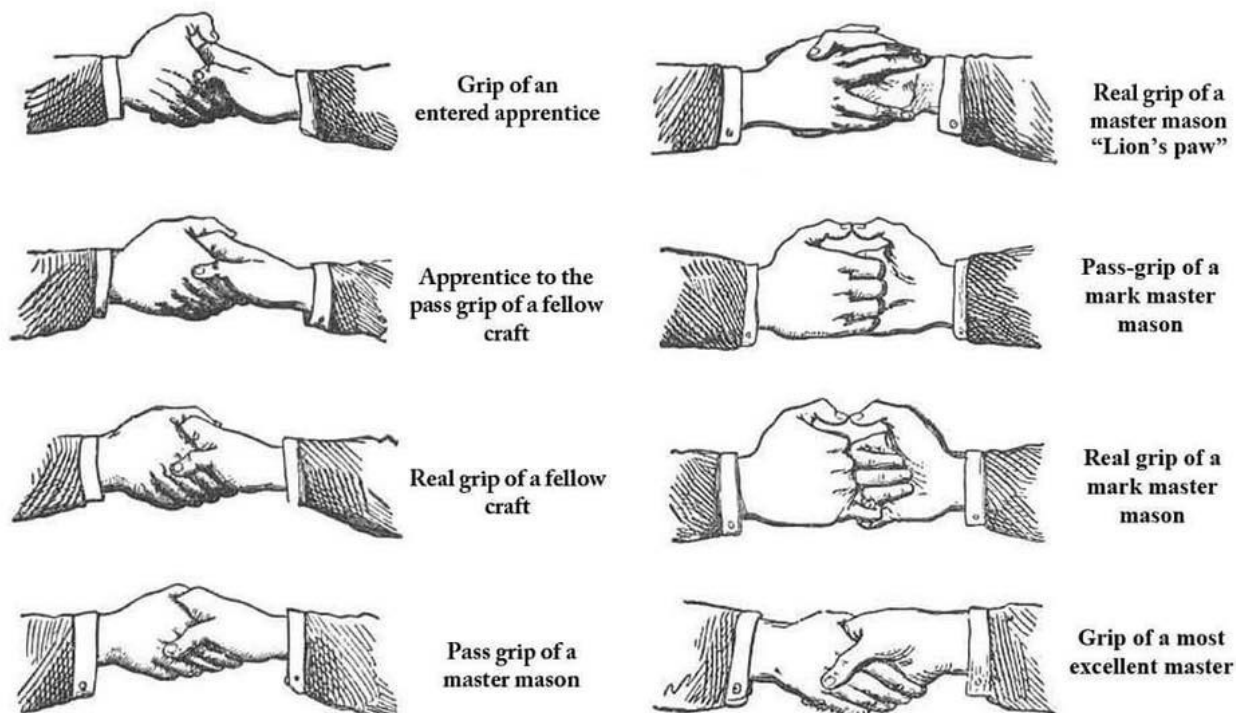 Grip of an
entered apprentice
Apprentice to the
pass grip of a fellow
craft
Real grip of a fellow
craft
Pass grip of a
master mason
Real grip of a
master mason
“Lion’s paw”
Pass-grip of a
mark master
mason
Real grip of a
mark master
mason
Grip of a most
excellent master